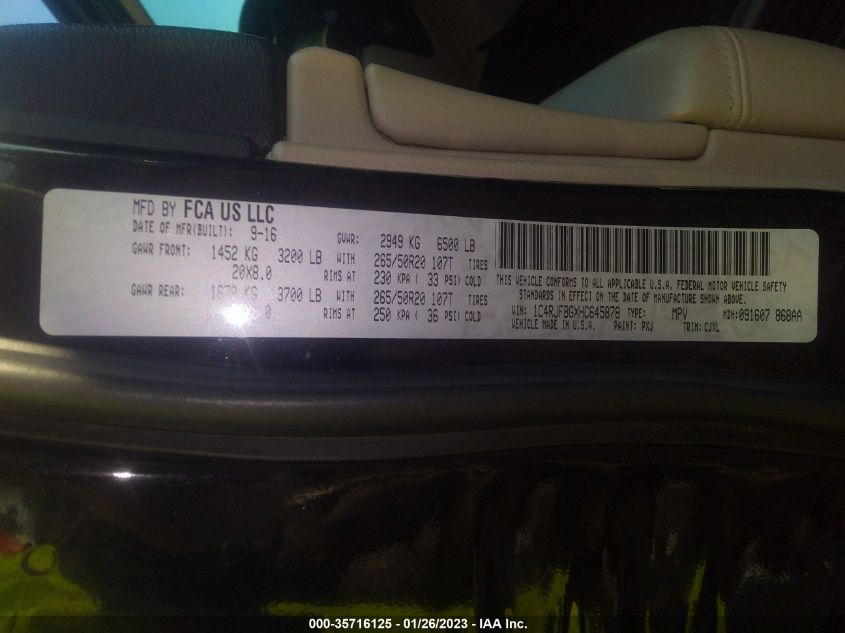 MFD BY FCA US LLC
DATE OF MFR(BUILT): 9-16 GVWR: 2949 KG 6500 LB
GAWR FRONT: 1452 KG 3200 LB WITH 265/50R20 107T TIRES
20X8.0 RIMS AT 230 KPA ( 33 PSI) COLD
GAWR REAR: KG 3700 LB WITH 265/50R20 107T TIRES
RIMS AT 250 KPA ( 36 PSI) COLD
THIS VEHICLE CONFORMS TO ALL APPLICABLE U.S.A. FEDERAL MOTOR VEHICLE SAFETY
STANDARDS IN EFFECT ON THE DATE OF MANUFACTURE SHOWN ABOVE.
VIN: 1C4RJFBGXHC645878 TYPE: MPV MDH:091607 868AA
VEHICLE MADE IN U.S.A. PAINT: PXJ TRIM: CJXL
000-35716125 - 01/26/2023 - IAA Inc.